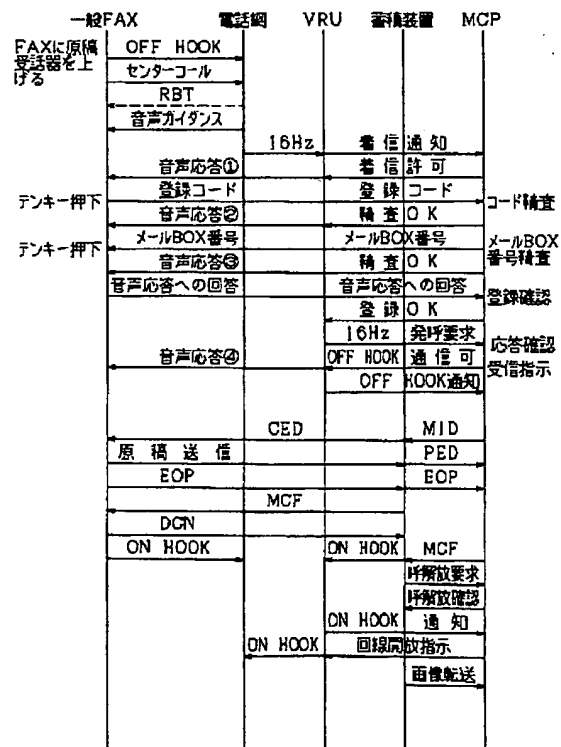 一般FAX 電話網 VRU 蓄積装置 MCP
FAXに原稿
受話器を上
げる
OFF HOOK
センターコール
RBT
音声ガイダンス
16Hz 着信通知
音声応答① 着信許可
登録コード 登録コード
テンキー押下 コード精査
音声応答② 精査OK
メールBOX番号 メールBOX番号
テンキー押下 メールBOX
番号精査
音声応答③ 精査OK
音声応答への回答 音声応答への回答
登録確認
登録OK
16Hz 発呼要求
応答確認
音声応答④ OFF HOOK 通信可
受信指示
OFF HOOK通知
CED MID
原稿送信 PED
EOP EOP
MCF
DCN
ON HOOK ON HOOK MCF
呼解放要求
呼解放確認
ON HOOK 通知
ON HOOK 回線開放指示
画像転送